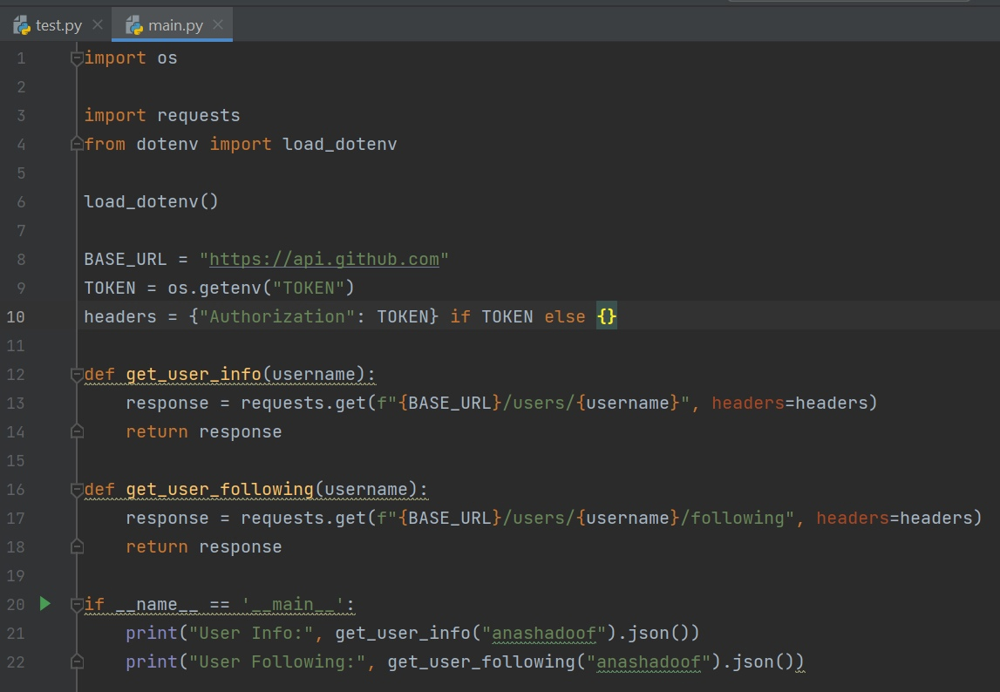 test.py main.py
1 import os
2
3 import requests
4 from dotenv import load_dotenv
5
6 load_dotenv()
7
8 BASE_URL = "https://api.github.com"
9 TOKEN = os.getenv("TOKEN")
10 headers = {"Authorization": TOKEN} if TOKEN else {}
11
12 def get_user_info(username):
13     response = requests.get(f"{BASE_URL}/users/{username}", headers=headers)
14     return response
15
16 def get_user_following(username):
17     response = requests.get(f"{BASE_URL}/users/{username}/following", headers=headers)
18     return response
19
20 if __name__ == '__main__':
21     print("User Info:", get_user_info("anashadoof").json())
22     print("User Following:", get_user_following("anashadoof").json())